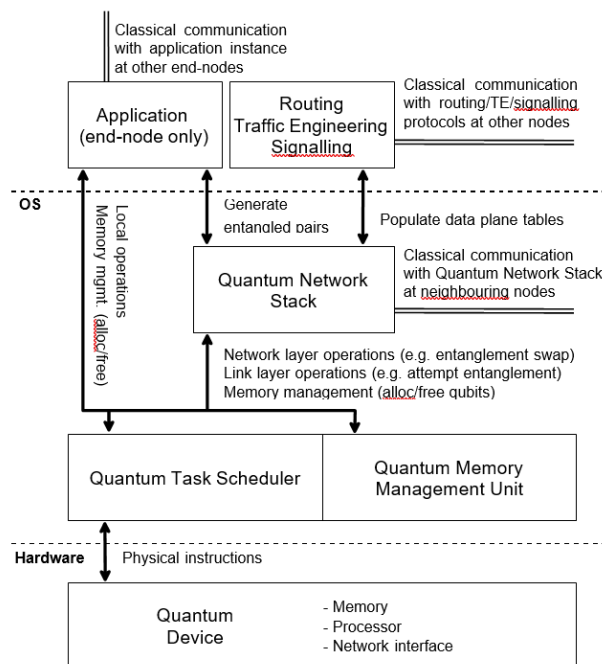 Classical communication
with application instance
at other end-nodes
Application
(end-node only)
Routing
Traffic Engineering
Signalling
Classical communication
with routing/TE/signalling
protocols at other nodes
OS
Local operations
Memory mgmt. (alloc/free)
Generate
entangled pairs
Populate data plane tables
Quantum Network
Stack
Classical communication
with Quantum Network Stack
at neighbouring nodes
Network layer operations (e.g. entanglement swap)
Link layer operations (e.g. attempt entanglement)
Memory management (alloc/free qubits)
Quantum Task Scheduler
Quantum Memory
Management Unit
Hardware
Physical instructions
Quantum
Device
- Memory
- Processor
- Network interface